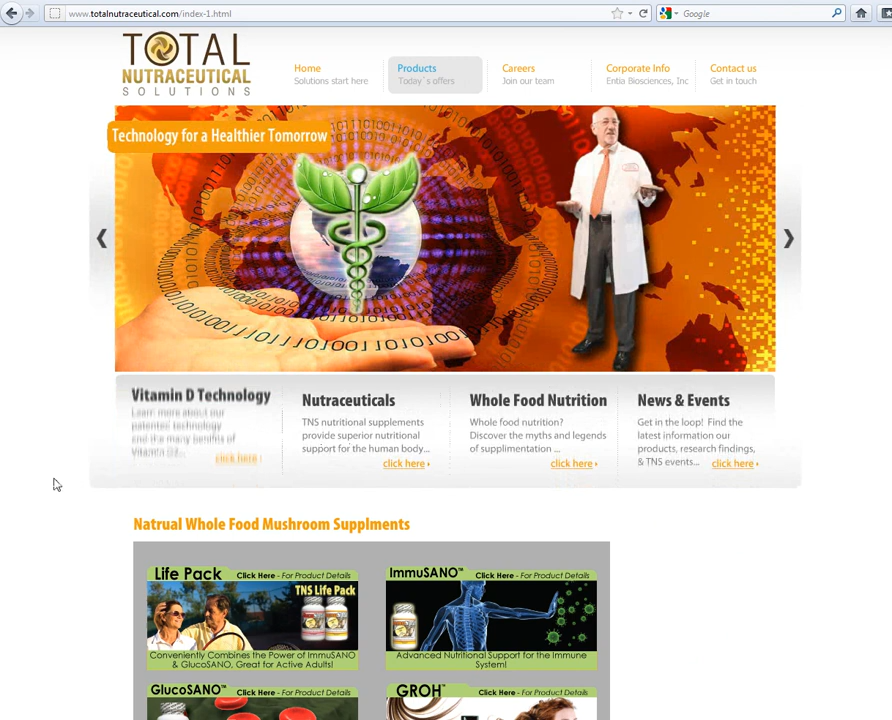 www.totalnutraceutical.com/index-1.html
Google
TOTAL
NUTRACEUTICAL
SOLUTIONS
Home
Solutions start here
Products
Today`s offers
Careers
Join our team
Corporate Info
Entia Biosciences, Inc
Contact us
Get in touch
Technology for a Healthier Tomorrow
Vitamin D Technology
Learn more about our
patented technology
and the many benifits of
Vitamin D3...
click here
Nutraceuticals
TNS nutritional supplements
provide superior nutritional
support for the human body...
click here
Whole Food Nutrition
Whole food nutrition?
Discover the myths and legends
of supplimentation ...
click here
News & Events
Get in the loop! Find the
latest information our
products, research findings,
& TNS events...
click here
Natrual Whole Food Mushroom Supplments
Life Pack Click Here - For Product Details
TNS Life Pack
Conveniently Combines the Power of ImmuSANO
& GlucoSANO, Great for Active Adults!
ImmuSANO™ Click Here - For Product Details
Advanced Nutritional Support for the Immune
System!
GlucoSANO™ Click Here - For Product Details
GROH™ Click Here - For Product Details